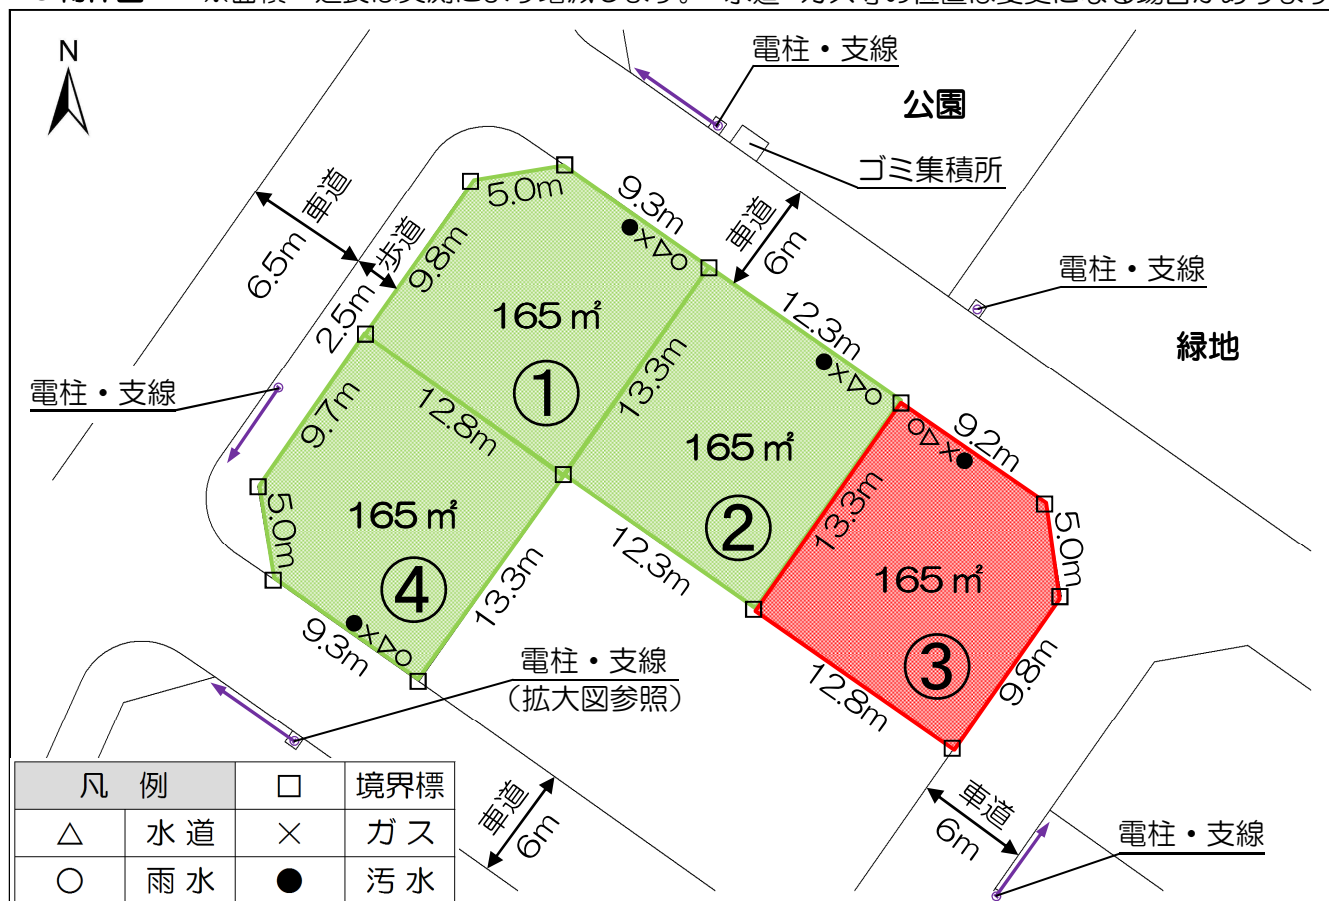 N
電柱・支線
公園
ゴミ集積所
車道
6.5m
歩道
2.5m
5.0m
9.3m
9.8m
車道
6m
電柱・支線
緑地
165㎡
①
12.3m
13.3m
電柱・支線
9.7m
12.8m
165㎡
②
9.2m
13.3m
5.0m
165㎡
④
5.0m
12.3m
13.3m
165㎡
③
9.3m
9.8m
12.8m
電柱・支線
(拡大図参照)
車道
6m
車道
6m
電柱・支線
凡 例 □ 境界標
△ 水道 × ガス
○ 雨水 ● 汚水